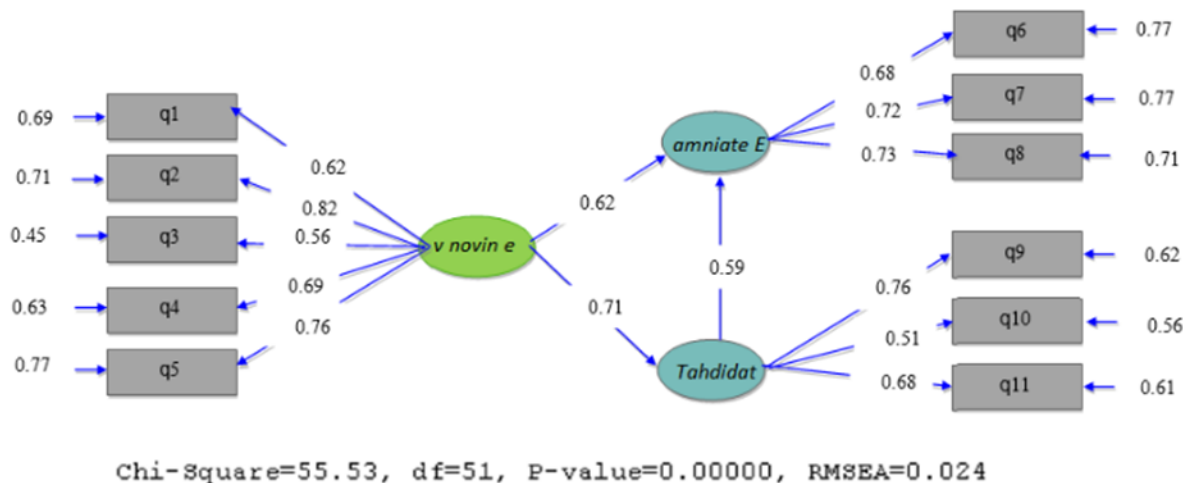 q6
0.77
0.68
q7
0.77
0.72
q8
0.71
0.73
amniate E
0.69
q1
0.62
0.71
q2
0.82
0.45
q3
0.56
0.63
q4
0.69
0.77
q5
0.76
v novin e
0.62
0.71
0.59
Tahdidat
q9
0.62
0.76
q10
0.56
0.51
q11
0.61
0.68
Chi-Square=55.53, df=51, P-value=0.00000, RMSEA=0.024